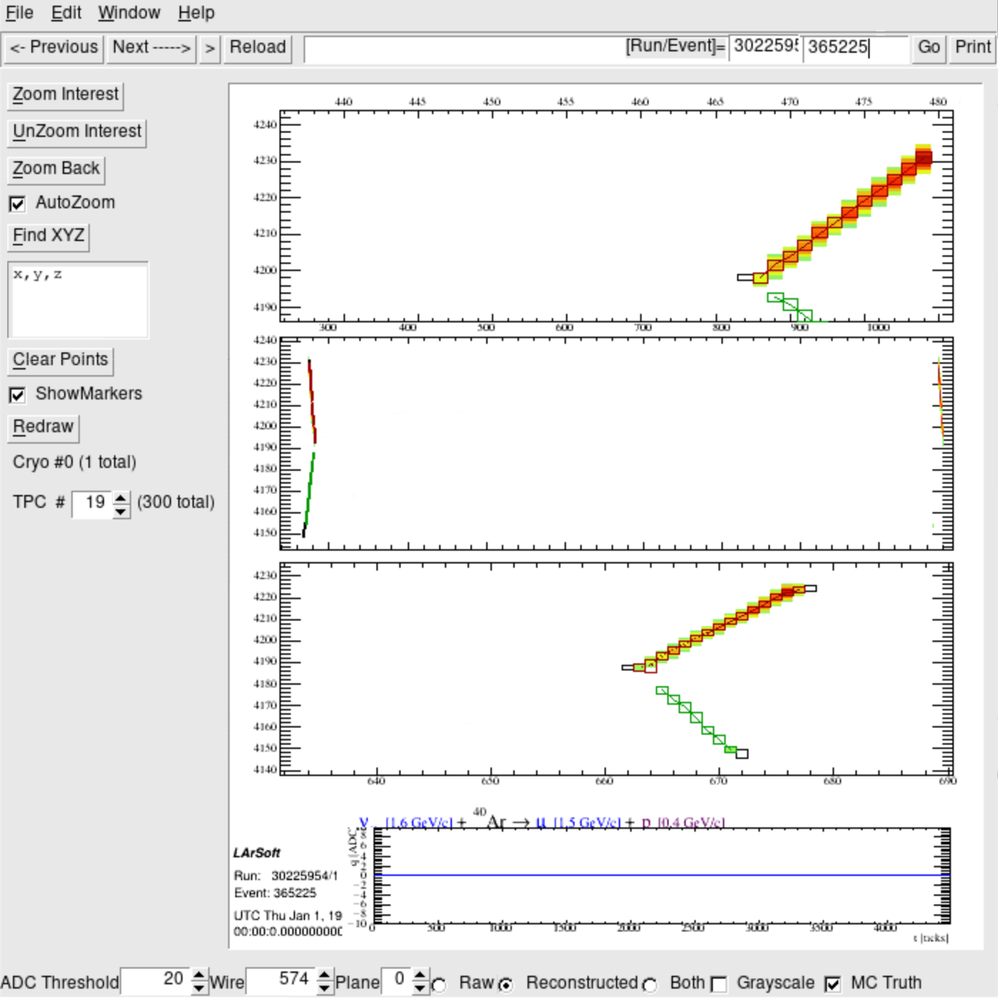 File Edit Window Help
<- Previous Next -----> > Reload [Run/Event]= 3022595 365225 Go Print
Zoom Interest
UnZoom Interest
Zoom Back
AutoZoom
Find XYZ
x,y,z
Clear Points
ShowMarkers
Redraw
Cryo #0 (1 total)
TPC # 19 (300 total)
440 445 450 455 460 465 470 475 480
4240
4230
4220
4210
4200
4190
300 400 500 600 700 800 900 1000
4240
4230
4220
4210
4200
4190
4180
4170
4160
4150
4230
4220
4210
4200
4190
4180
4170
4160
4150
4140
640 650 660 670 680 690
ν [1.6 GeV/c] + ⁴⁰Ar → μ [1.5 GeV/c] + p [0.4 GeV/c]
q [ADC]
6
4
2
0
−2
−4
−6
−8
−10
0 500 1000 1500 2000 2500 3000 3500 4000
t [ticks]
LArSoft
Run: 30225954/1
Event: 365225
UTC Thu Jan 1, 19
00:00:0.000000000
ADC Threshold 20 Wire 574 Plane 0 Raw Reconstructed Both Grayscale MC Truth